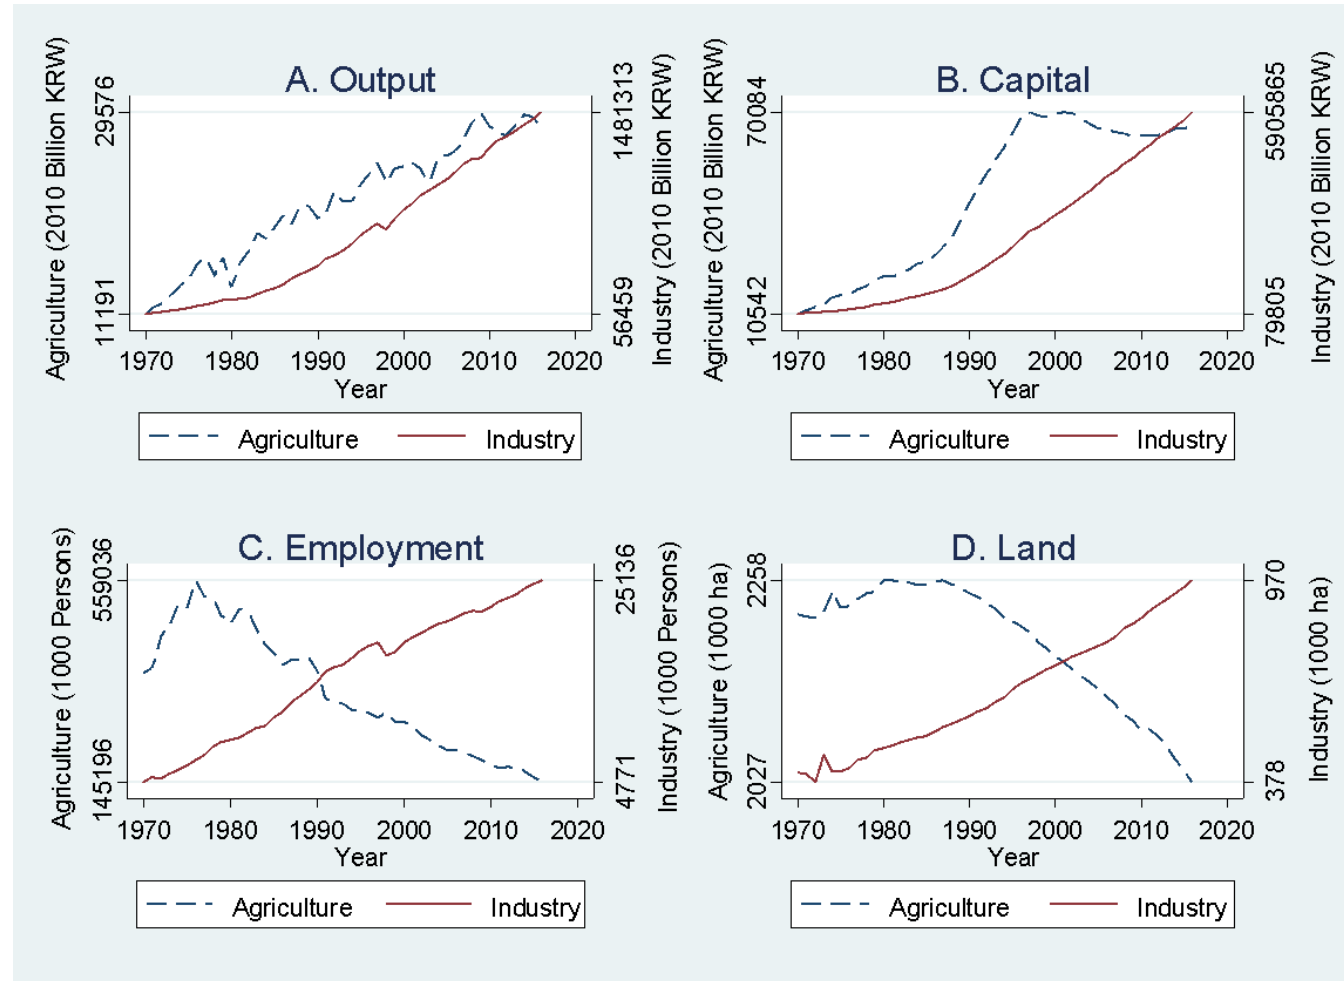 A. Output
Agriculture (2010 Billion KRW)
29576
11191
1481313
56459
Industry (2010 Billion KRW)
1970 1980 1990 2000 2010 2020
Year
Agriculture Industry
B. Capital
Agriculture (2010 Billion KRW)
70084
10542
5905865
79805
Industry (2010 Billion KRW)
1970 1980 1990 2000 2010 2020
Year
Agriculture Industry
C. Employment
Agriculture (1000 Persons)
559036
145196
25136
4771
Industry (1000 Persons)
1970 1980 1990 2000 2010 2020
Year
Agriculture Industry
D. Land
Agriculture (1000 ha)
2258
2027
970
378
Industry (1000 ha)
1970 1980 1990 2000 2010 2020
Year
Agriculture Industry